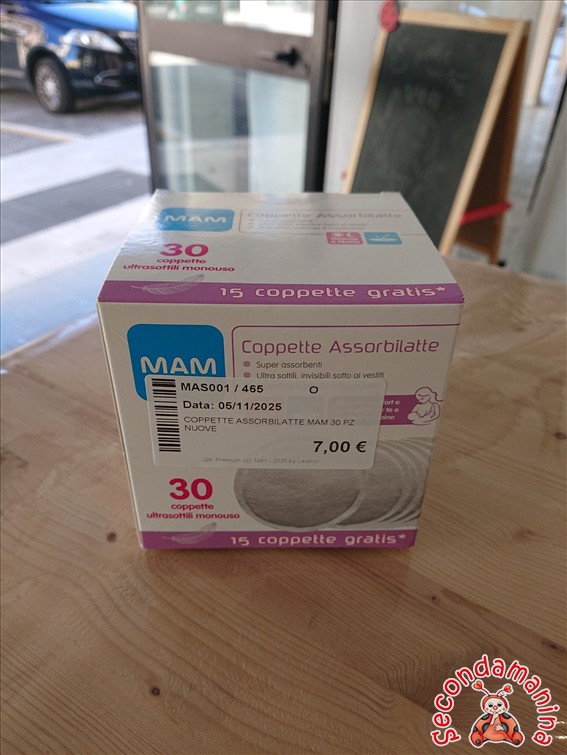 MAM
Coppette Assorbilatte
30
coppette
ultrasottili monouso
15 coppette gratis*
MAM
Coppette Assorbilatte
Super assorbenti
Ultra sottili, invisibili sotto ai vestiti
MAS001 / 465 O
Data: 05/11/2025
COPPETTE ASSORBILATTE MAM 30 PZ
NUOVE
7,00 €
30
coppette
ultrasottili monouso
15 coppette gratis*
Secondamanina